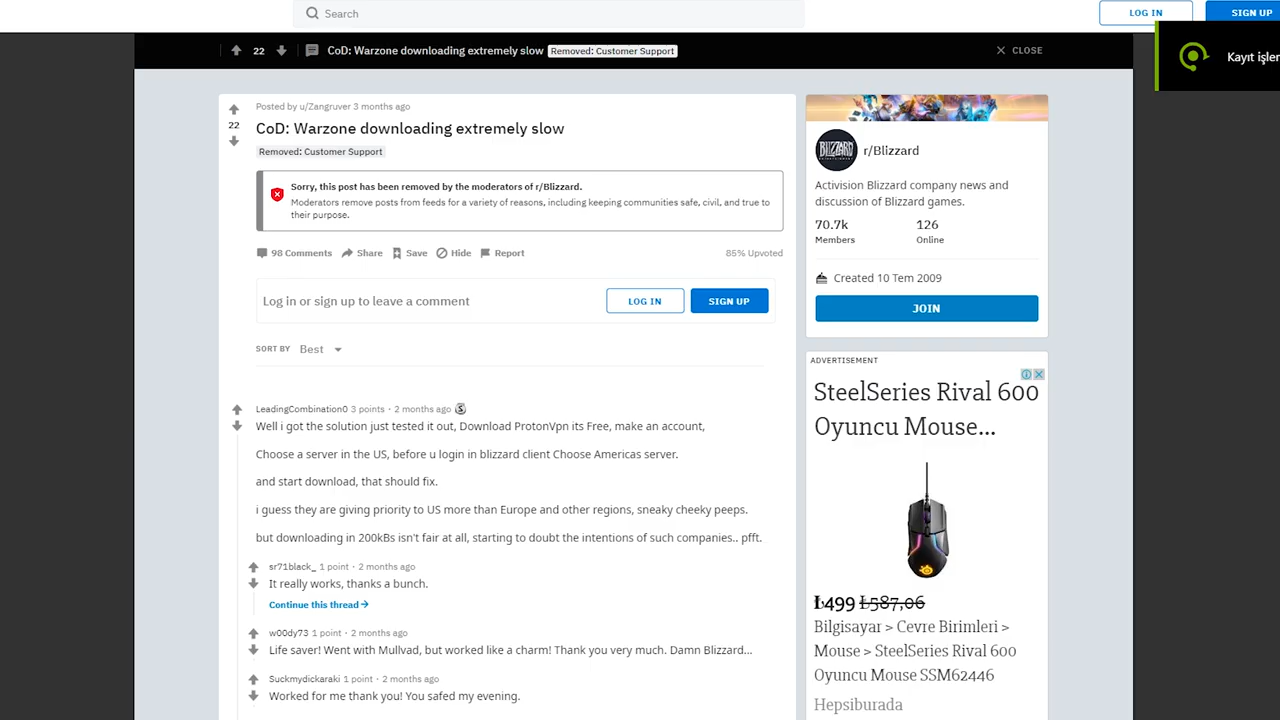 Search
LOG IN
SIGN UP
22
CoD: Warzone downloading extremely slow
Removed: Customer Support
CLOSE
Kayıt işler
Posted by u/Zangruver 3 months ago
22
CoD: Warzone downloading extremely slow
Removed: Customer Support
Sorry, this post has been removed by the moderators of r/Blizzard.
Moderators remove posts from feeds for a variety of reasons, including keeping communities safe, civil, and true to
their purpose.
98 Comments
Share
Save
Hide
Report
85% Upvoted
Log in or sign up to leave a comment
LOG IN
SIGN UP
SORT BY
Best
LeadingCombination0 3 points · 2 months ago
Well i got the solution just tested it out, Download ProtonVpn its Free, make an account,
Choose a server in the US, before u login in blizzard client Choose Americas server.
and start download, that should fix.
i guess they are giving priority to US more than Europe and other regions, sneaky cheeky peeps.
but downloading in 200kBs isn't fair at all, starting to doubt the intentions of such companies.. pfft.
sr71black_ 1 point · 2 months ago
It really works, thanks a bunch.
Continue this thread
w00dy73 1 point · 2 months ago
Life saver! Went with Mullvad, but worked like a charm! Thank you very much. Damn Blizzard...
Suckmydickaraki 1 point · 2 months ago
Worked for me thank you! You safed my evening.
BLIZZARD
r/Blizzard
Activision Blizzard company news and
discussion of Blizzard games.
70.7k
Members
126
Online
Created 10 Tem 2009
JOIN
ADVERTISEMENT
SteelSeries Rival 600
Oyuncu Mouse...
₺499 ₺587,06
Bilgisayar > Cevre Birimleri >
Mouse > SteelSeries Rival 600
Oyuncu Mouse SSM62446
Hepsiburada